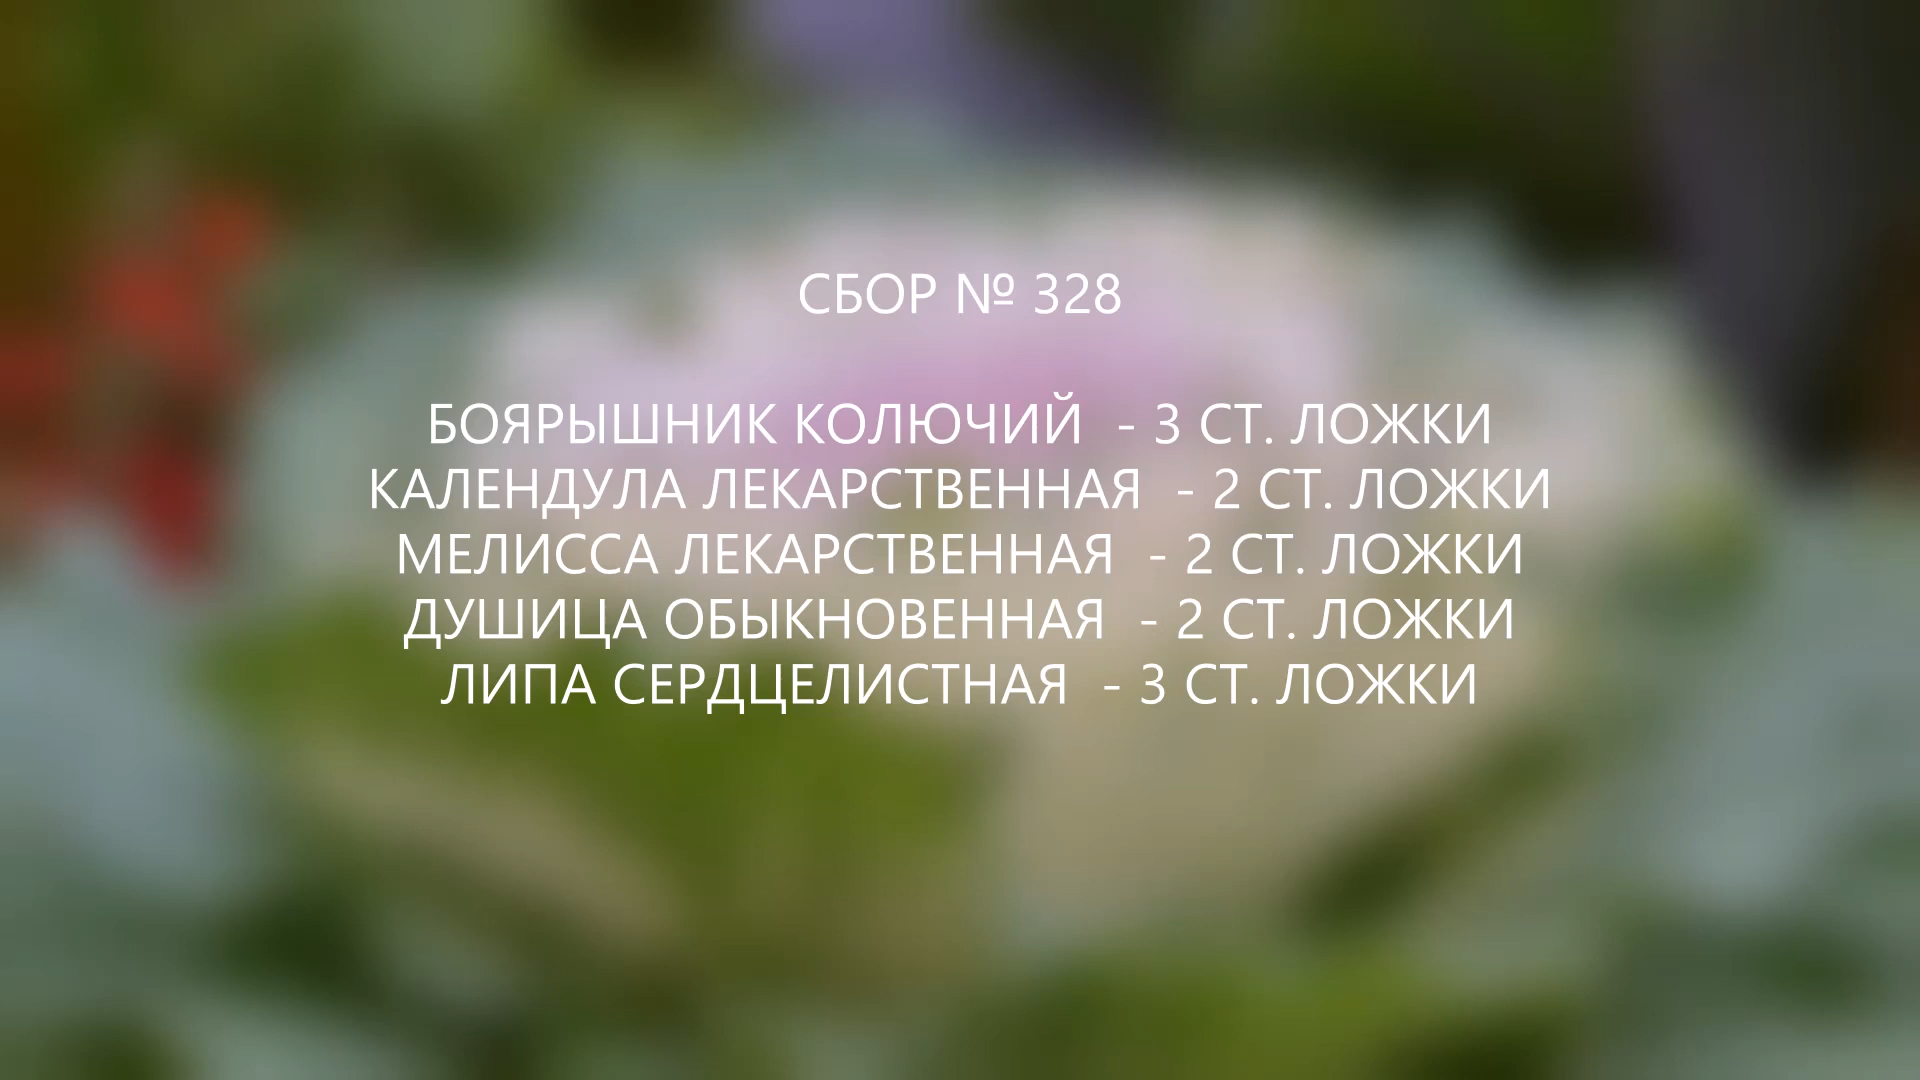 СБОР № 328
БОЯРЫШНИК КОЛЮЧИЙ - 3 СТ. ЛОЖКИ
КАЛЕНДУЛА ЛЕКАРСТВЕННАЯ - 2 СТ. ЛОЖКИ
МЕЛИССА ЛЕКАРСТВЕННАЯ - 2 СТ. ЛОЖКИ
ДУШИЦА ОБЫКНОВЕННАЯ - 2 СТ. ЛОЖКИ
ЛИПА СЕРДЦЕЛИСТНАЯ - 3 СТ. ЛОЖКИ